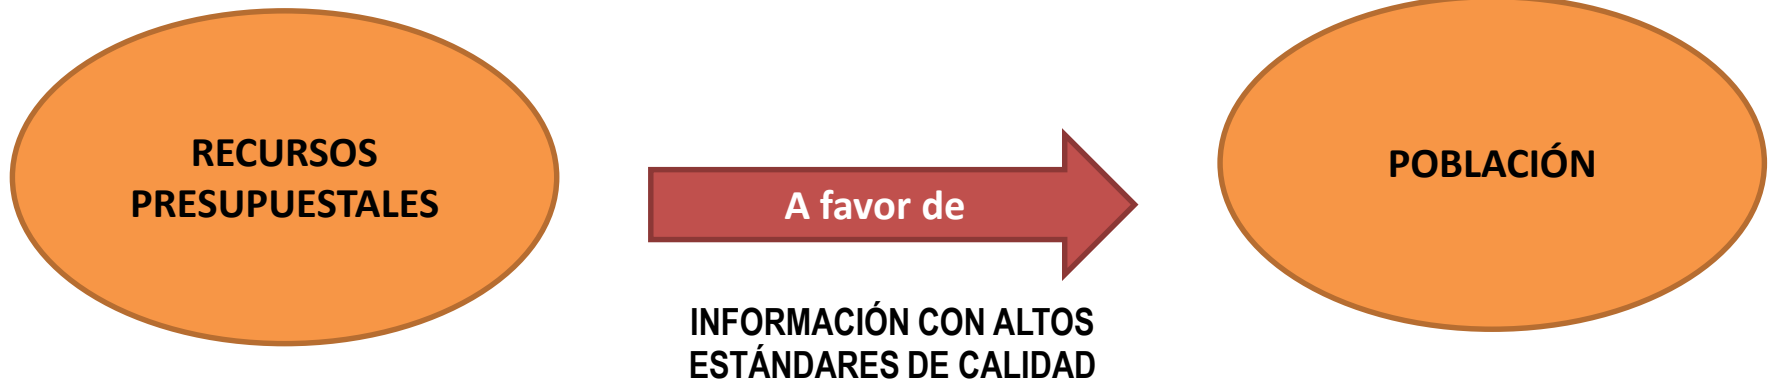 RECURSOS
PRESUPUESTALES
A favor de
POBLACIÓN
INFORMACIÓN CON ALTOS
ESTÁNDARES DE CALIDAD